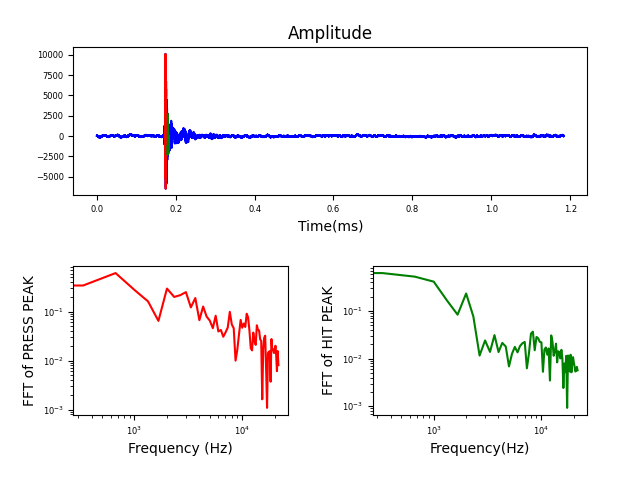 Amplitude
10000
7500
5000
2500
0
−2500
−5000
0.0 0.2 0.4 0.6 0.8 1.0 1.2
Time(ms)
FFT of PRESS PEAK
10⁻¹
10⁻²
10⁻³
10³ 10⁴
Frequency (Hz)
FFT of HIT PEAK
10⁻¹
10⁻²
10⁻³
10³ 10⁴
Frequency(Hz)